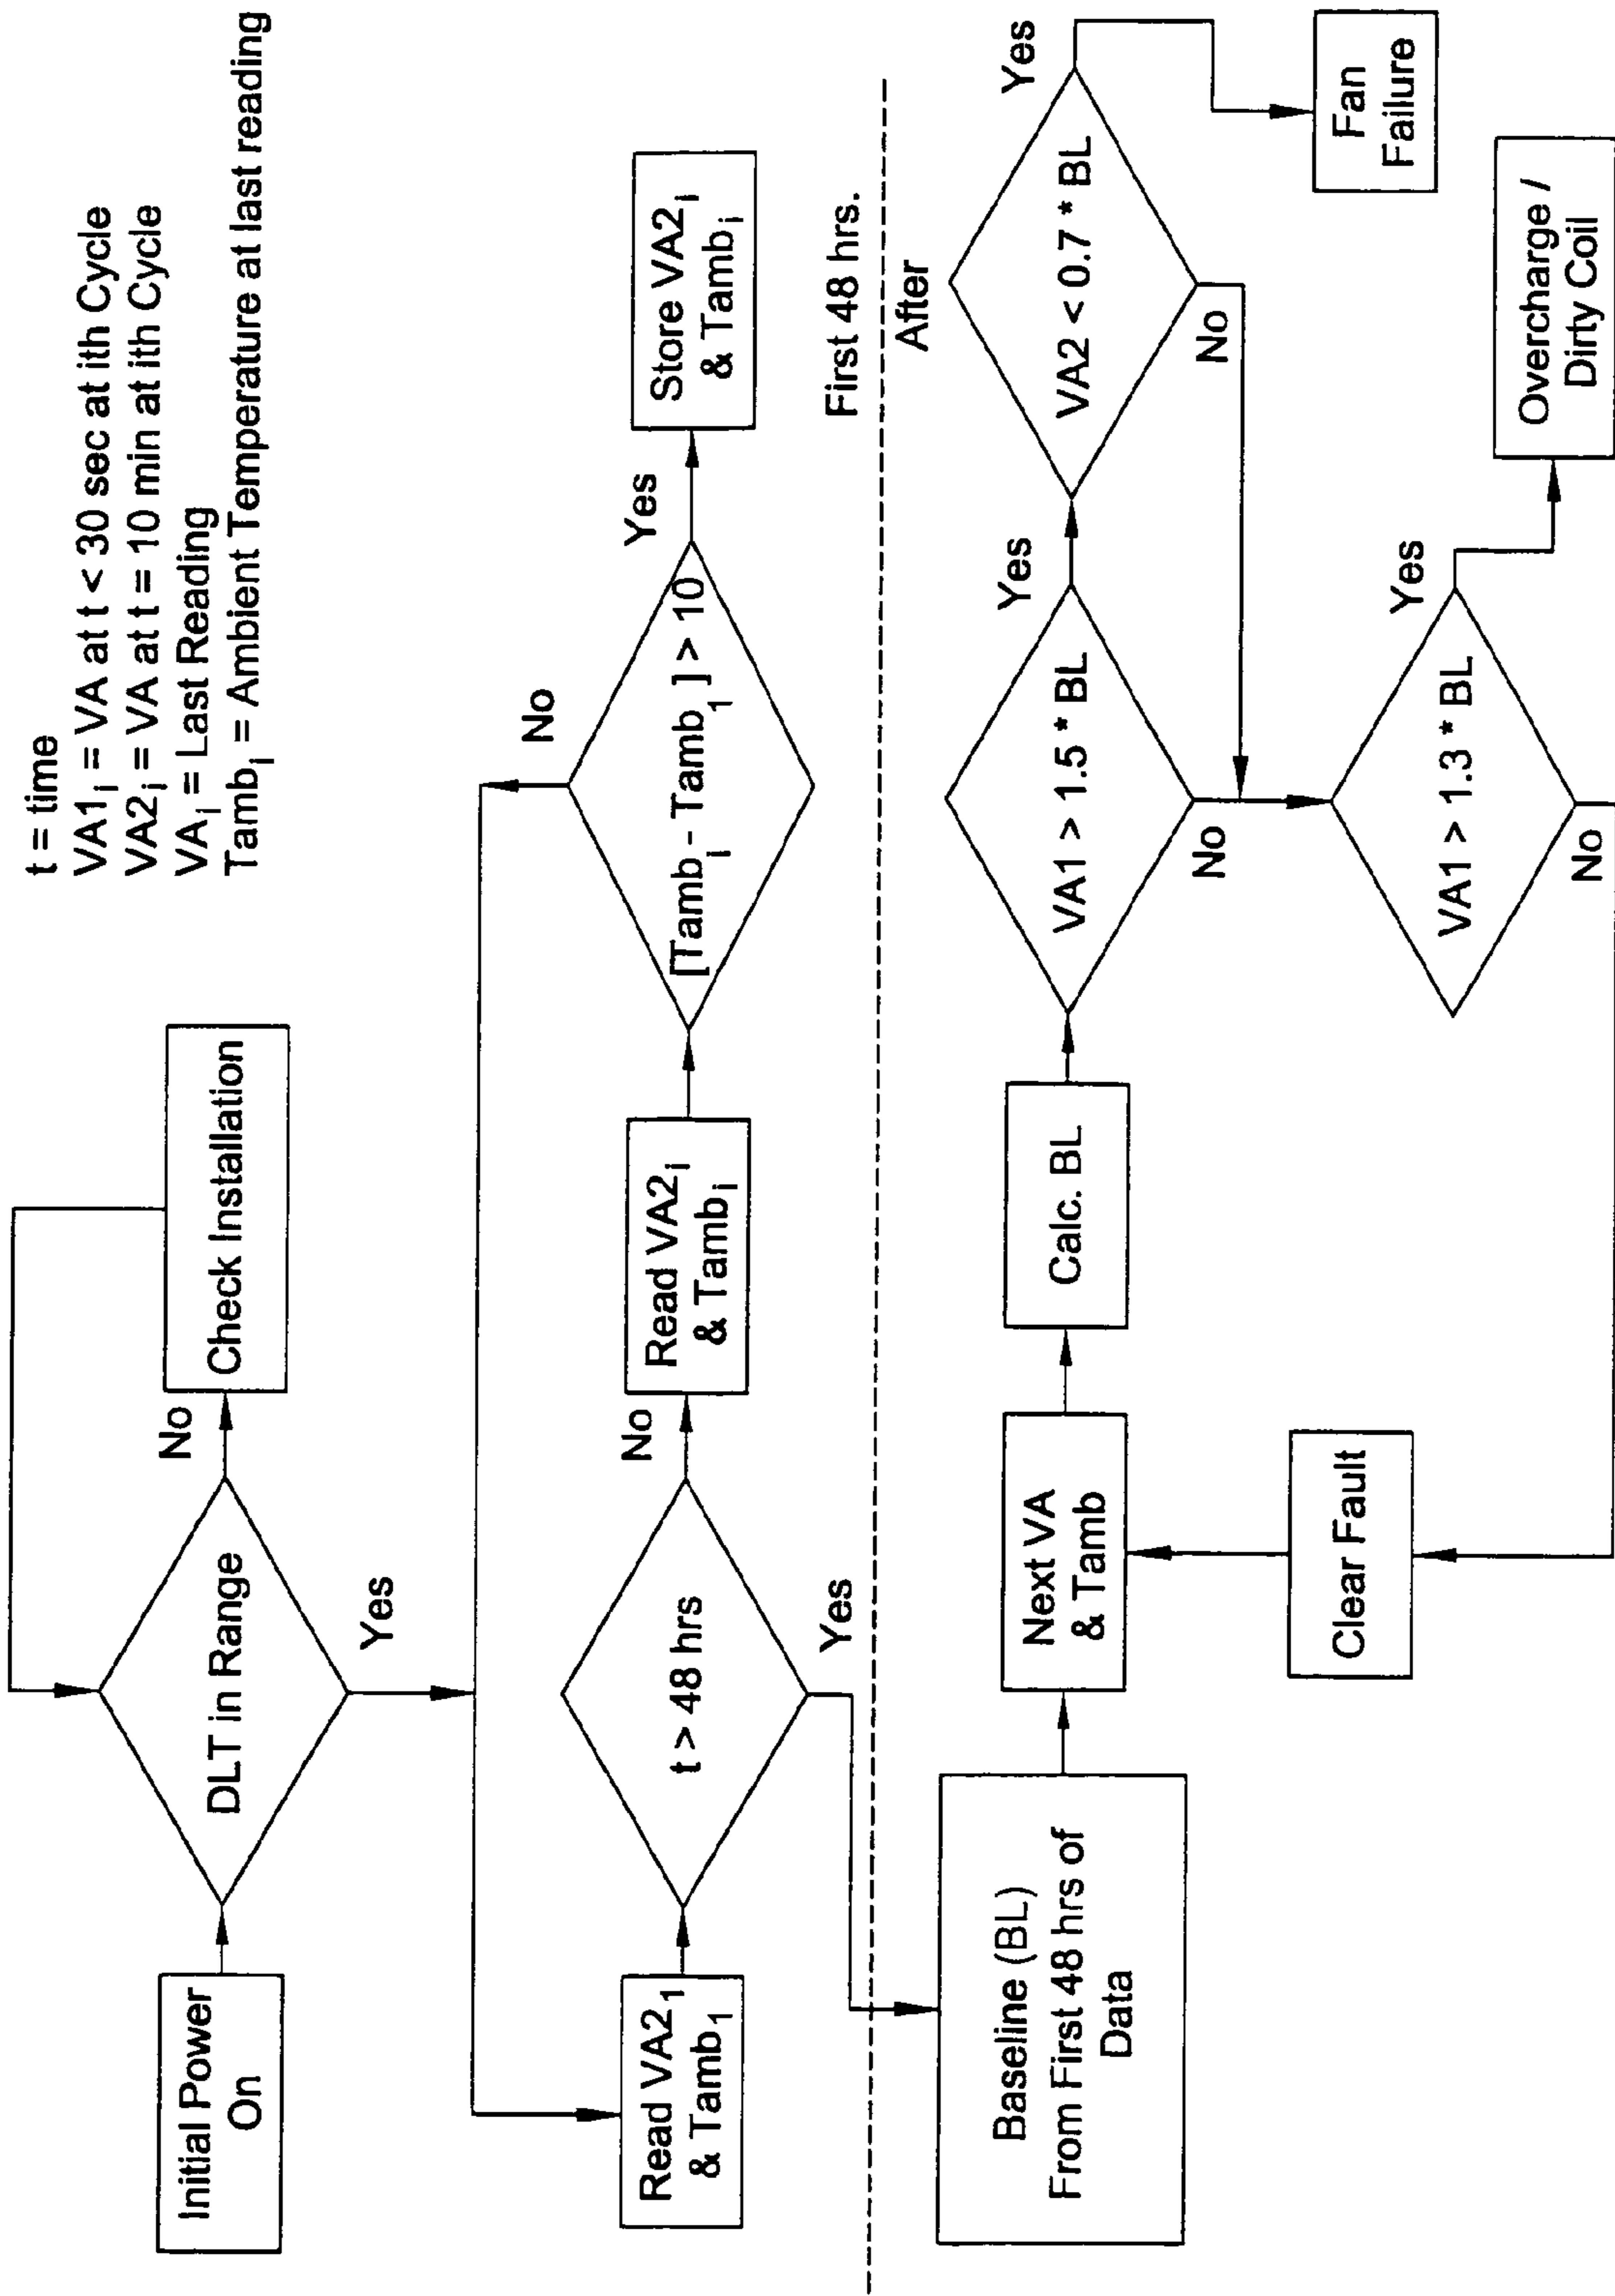 t = time
VA1i = VA at t < 30 sec at ith Cycle
VA2i = VA at t = 10 min at ith Cycle
VAi = Last Reading
Tambi = Ambient Temperature at last reading
Initial Power
On
DLT in Range
No
Check Installation
Yes
Read VA21
& Tamb1
t > 48 hrs
No
Yes
Read VA2i
& Tambi
[Tambi - Tamb1 ] > 10
No
Yes
Store VA2i
& Tambi
First 48 hrs.
After
Baseline (BL)
From First 48 hrs of
Data
Next VA
& Tamb
Calc. BL
VA1 > 1.5 * BL
Yes
No
VA2 < 0.7 * BL
Yes
No
Fan
Failure
VA1 > 1.3 * BL
Yes
No
Overcharge /
Dirty Coil
Clear Fault